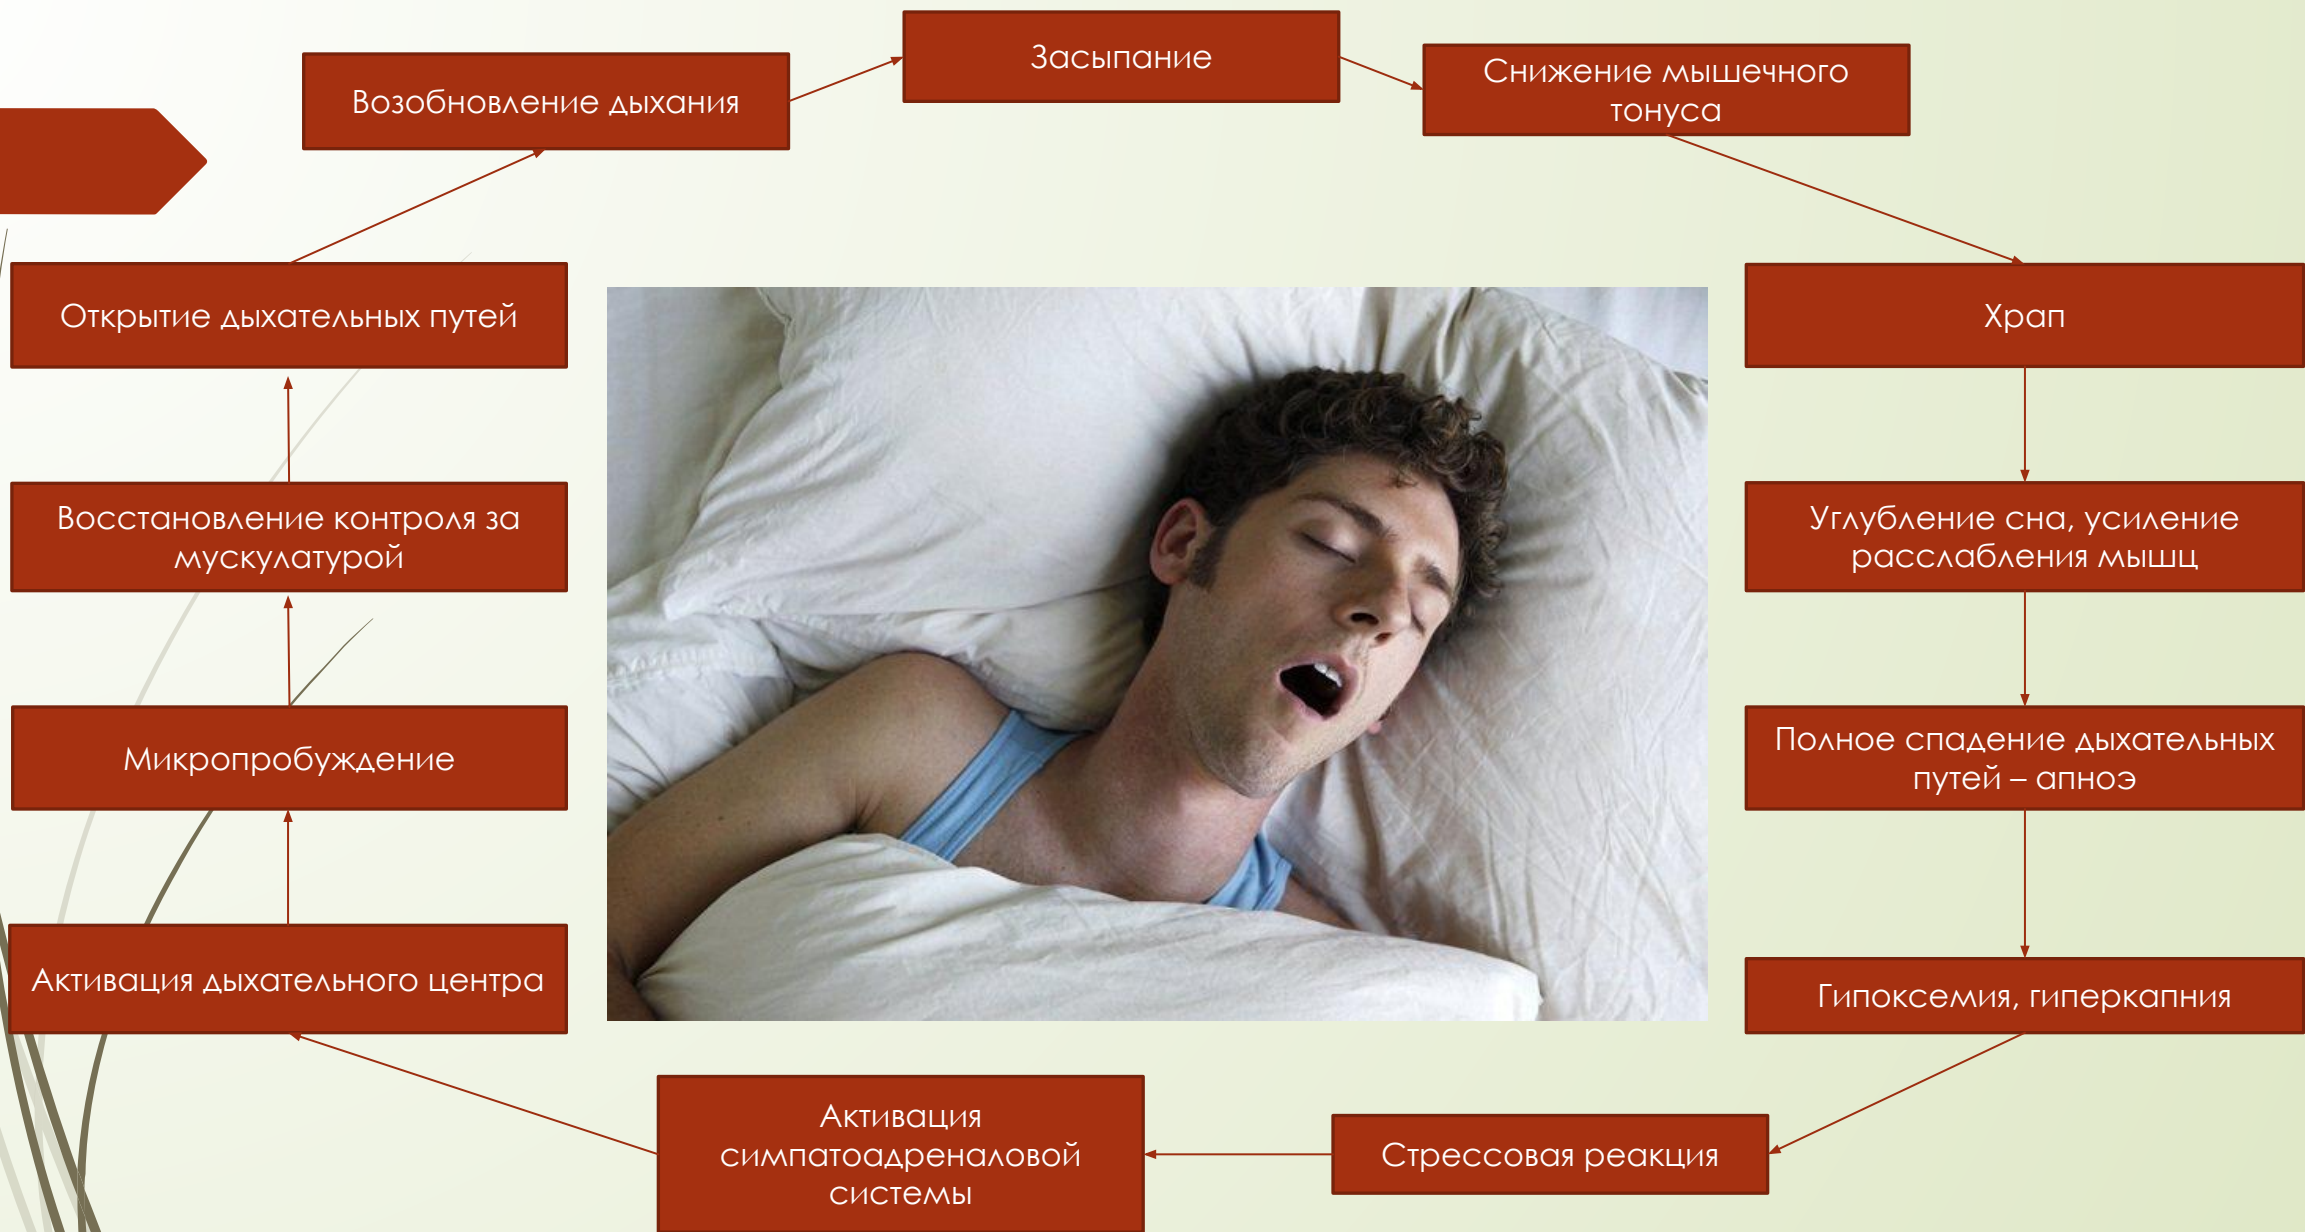 Засыпание
Снижение мышечного
тонуса
Храп
Углубление сна, усиление
расслабления мышц
Полное спадение дыхательных
путей – апноэ
Гипоксемия, гиперкапния
Стрессовая реакция
Активация
симпатоадреналовой
системы
Активация дыхательного центра
Микропробуждение
Восстановление контроля за
мускулатурой
Открытие дыхательных путей
Возобновление дыхания